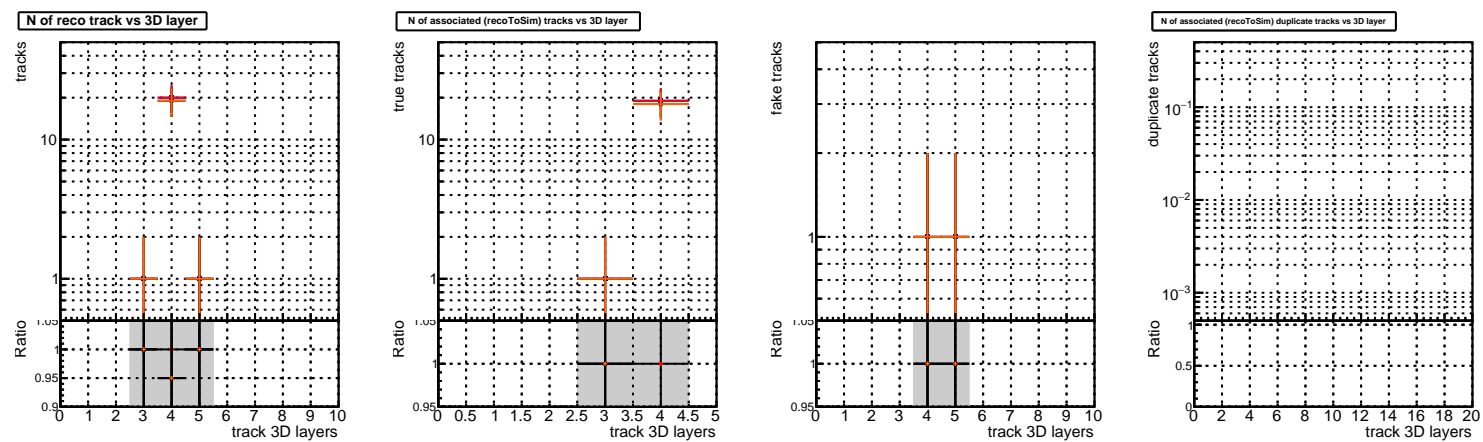 N of reco track vs 3D layer
tracks
10
1
Ratio
1.05
1
0.95
0.9
0 1 2 3 4 5 6 7 8 9 10
track 3D layers
N of associated (recoToSim) tracks vs 3D layer
true tracks
10
1
Ratio
1.05
1
0.95
0 0.5 1 1.5 2 2.5 3 3.5 4 4.5 5
track 3D layers
fake tracks
1
Ratio
1.05
1
0.95
0 1 2 3 4 5 6 7 8 9 10
track 3D layers
N of associated (recoToSim) duplicate tracks vs 3D layer
duplicate tracks
10⁻¹
10⁻²
10⁻³
Ratio
1
0.5
0
0 2 4 6 8 10 12 14 16 18 20
track 3D layers